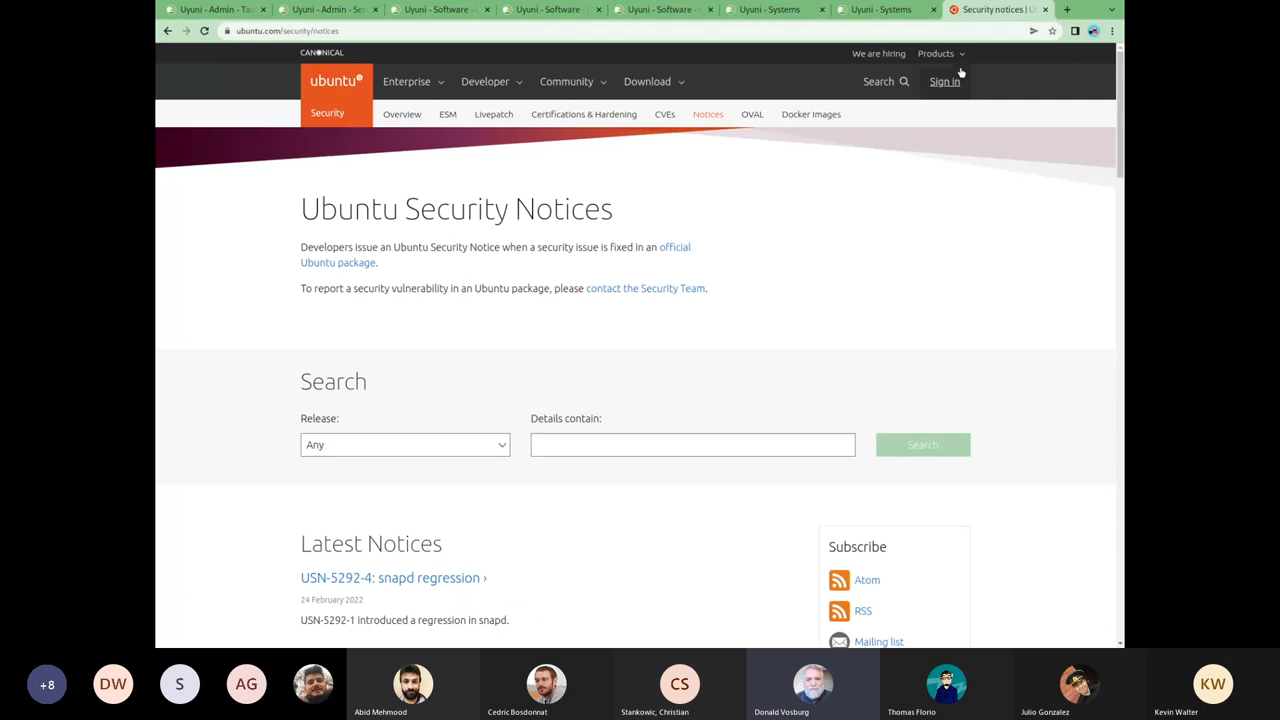 Uyuni - Admin - Tas
Uyuni - Admin - Set
Uyuni - Software -
Uyuni - Software -
Uyuni - Software -
Uyuni - Systems
Uyuni - Systems
Security notices | U
ubuntu.com/security/notices
CANONICAL
We are hiring
Products
ubuntu
Enterprise
Developer
Community
Download
Search
Sign in
Security
Overview
ESM
Livepatch
Certifications & Hardening
CVEs
Notices
OVAL
Docker Images
Ubuntu Security Notices
Developers issue an Ubuntu Security Notice when a security issue is fixed in an official
Ubuntu package.
To report a security vulnerability in an Ubuntu package, please contact the Security Team.
Search
Release:
Details contain:
Any
Search
Latest Notices
USN-5292-4: snapd regression ›
24 February 2022
USN-5292-1 introduced a regression in snapd.
Subscribe
Atom
RSS
Mailing list
+8
DW
S
AG
CS
KW
Abid Mehmood
Cedric Bosdonnat
Stankowic, Christian
Donald Vosburg
Thomas Florio
Julio Gonzalez
Kevin Walter